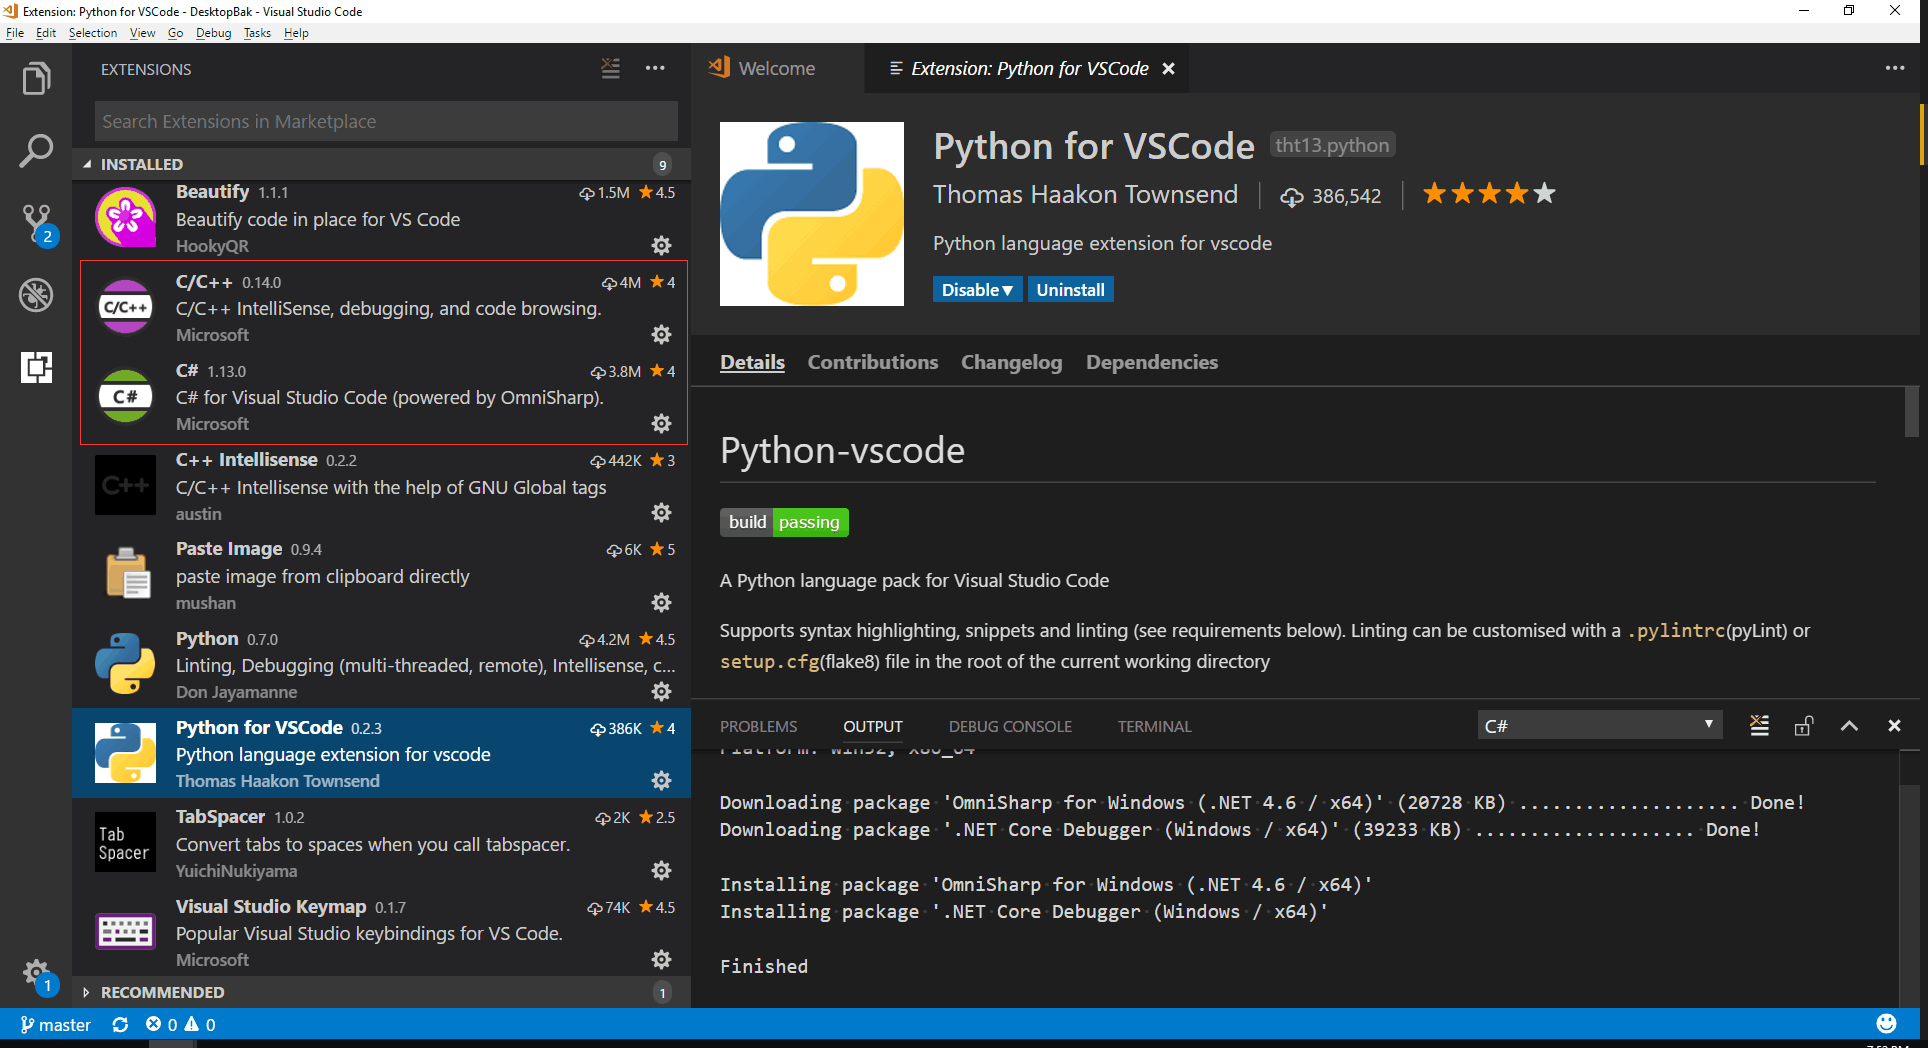 Extension: Python for VSCode - DesktopBak - Visual Studio Code
File Edit Selection View Go Debug Tasks Help
EXTENSIONS
Search Extensions in Marketplace
INSTALLED 9
Beautify 1.1.1 1.5M 4.5
Beautify code in place for VS Code
HookyQR
C/C++
C/C++ 0.14.0 4M 4
C/C++ IntelliSense, debugging, and code browsing.
Microsoft
C#
C# 1.13.0 3.8M 4
C# for Visual Studio Code (powered by OmniSharp).
Microsoft
C++
C++ Intellisense 0.2.2 442K 3
C/C++ Intellisense with the help of GNU Global tags
austin
Paste Image 0.9.4 6K 5
paste image from clipboard directly
mushan
Python 0.7.0 4.2M 4.5
Linting, Debugging (multi-threaded, remote), Intellisense, c...
Don Jayamanne
Python for VSCode 0.2.3 386K 4
Python language extension for vscode
Thomas Haakon Townsend
Tab
Spacer
TabSpacer 1.0.2 2K 2.5
Convert tabs to spaces when you call tabspacer.
YuichiNukiyama
Visual Studio Keymap 0.1.7 74K 4.5
Popular Visual Studio keybindings for VS Code.
Microsoft
RECOMMENDED 1
2
1
Welcome
Extension: Python for VSCode
Python for VSCode tht13.python
Thomas Haakon Townsend 386,542
Python language extension for vscode
Disable▼ Uninstall
Details Contributions Changelog Dependencies
Python-vscode
build passing
A Python language pack for Visual Studio Code
Supports syntax highlighting, snippets and linting (see requirements below). Linting can be customised with a .pylintrc(pyLint) or
setup.cfg(flake8) file in the root of the current working directory
PROBLEMS OUTPUT DEBUG CONSOLE TERMINAL C#
Platform: win32, x86_64
Downloading package 'OmniSharp for Windows (.NET 4.6 / x64)' (20728 KB) .................... Done!
Downloading package '.NET Core Debugger (Windows / x64)' (39233 KB) .................... Done!
Installing package 'OmniSharp for Windows (.NET 4.6 / x64)'
Installing package '.NET Core Debugger (Windows / x64)'
Finished
master 0 0